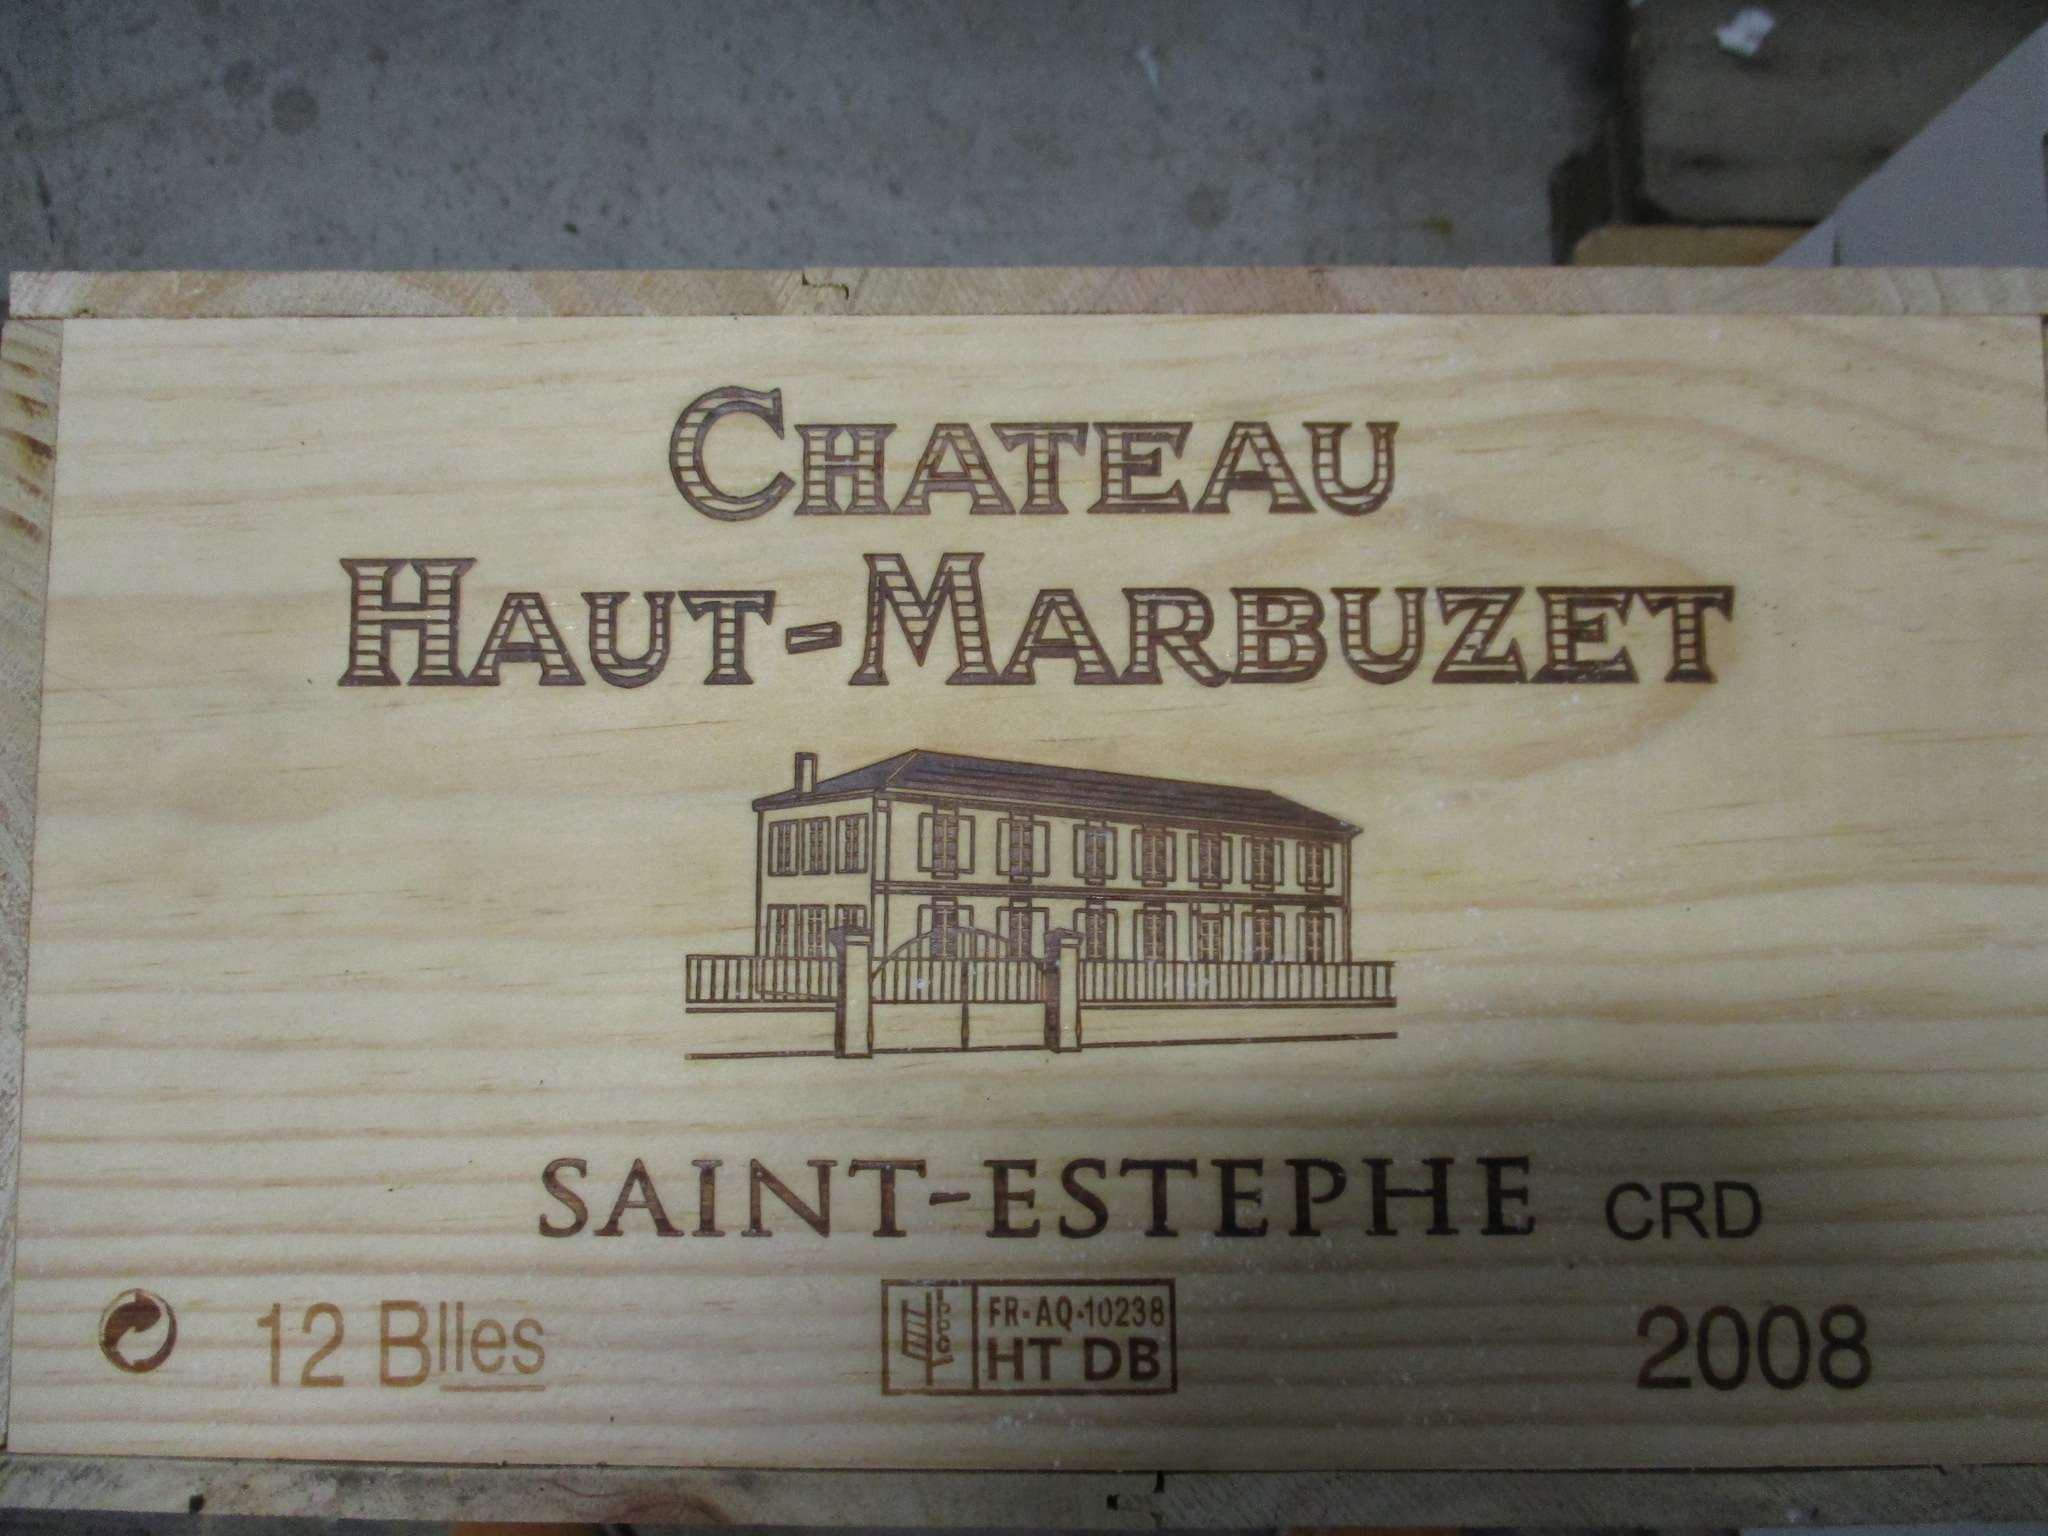 CHATEAU
HAUT-MARBUZET
SAINT-ESTEPHE CRD
12 Blles
FR-AQ-10238
HT DB
2008